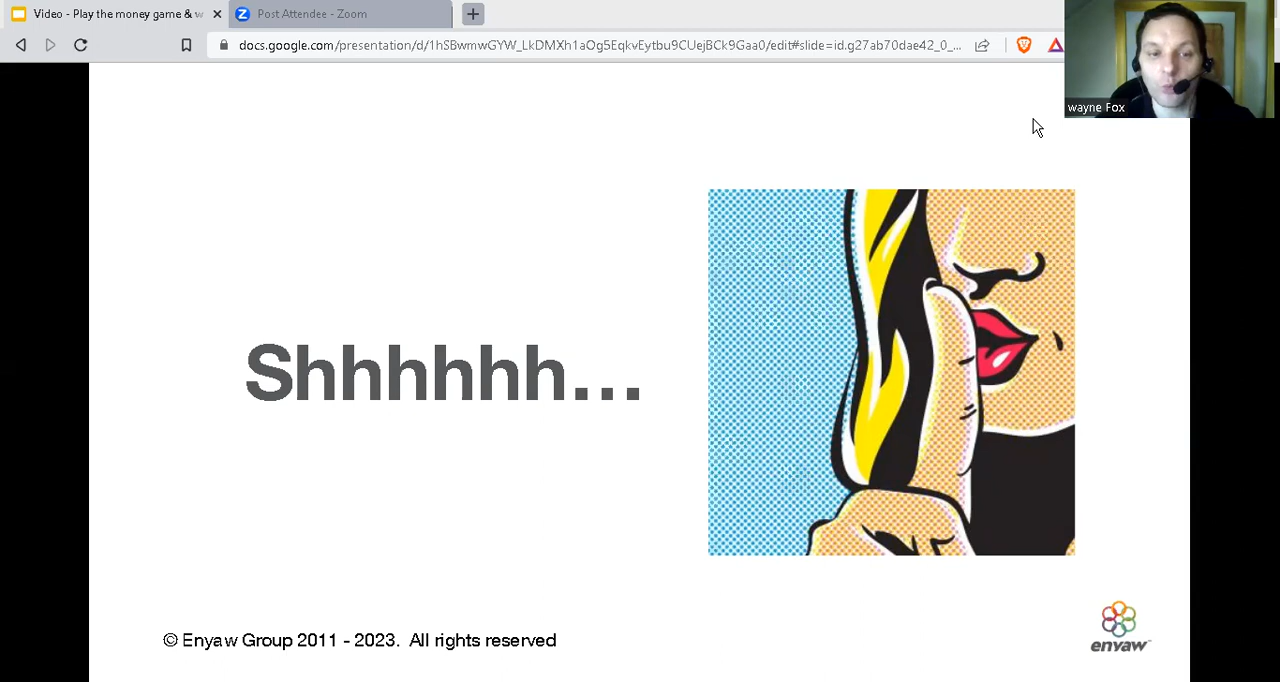 Video - Play the money game & w
Post Attendee - Zoom
docs.google.com/presentation/d/1hSBwmwGYW_LkDMXh1aOg5EqkvEytbu9CUejBCk9Gaa0/edit#slide=id.g27ab70dae42_0_...
wayne Fox
Shhhhhh...
© Enyaw Group 2011 - 2023. All rights reserved
enyaw